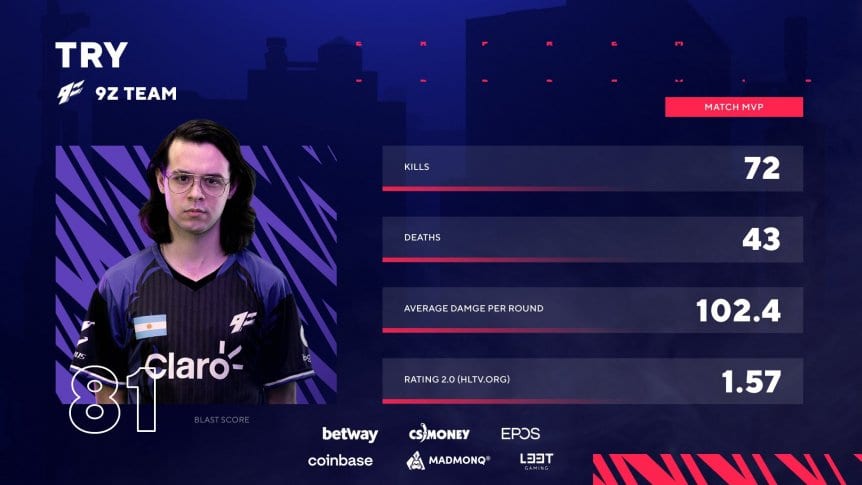 TRY
9Z TEAM
MATCH MVP
KILLS
72
DEATHS
43
AVERAGE DAMGE PER ROUND
102.4
RATING 2.0 (HLTV.ORG)
1.57
9Z
Claro
81
BLAST SCORE
betway
CS:MONEY
EPOS
coinbase
MADMONQ®
L33T
GAMING